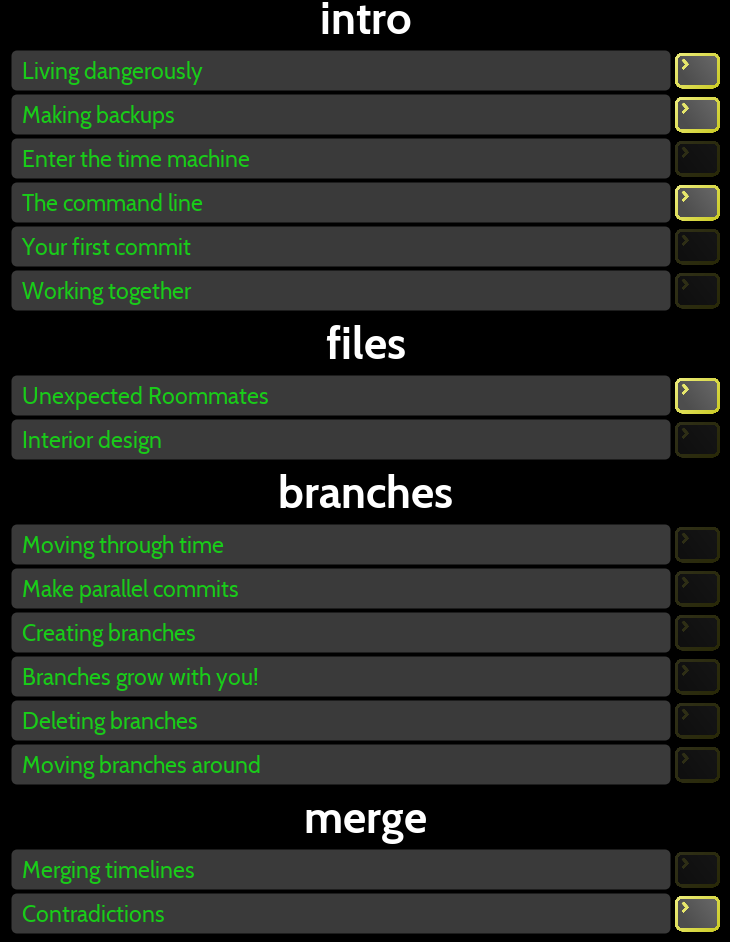 intro
Living dangerously
Making backups
Enter the time machine
The command line
Your first commit
Working together
files
Unexpected Roommates
Interior design
branches
Moving through time
Make parallel commits
Creating branches
Branches grow with you!
Deleting branches
Moving branches around
merge
Merging timelines
Contradictions